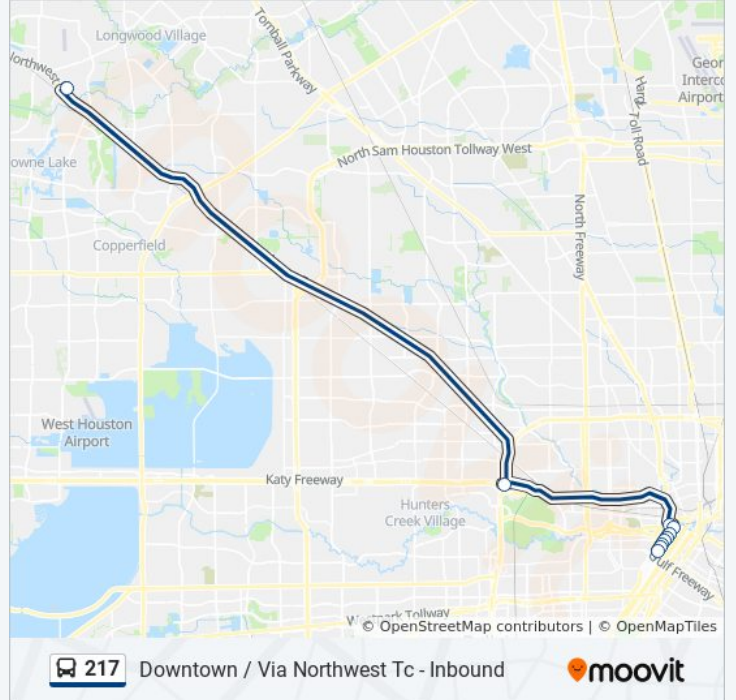 Longwood Village
Tomball Parkway
Northwest
Geor
Interco
Airport
Hardy Toll Road
North Sam Houston Tollway West
owne Lake
North Freeway
Copperfield
West Houston
Airport
Katy Freeway
Hunters
Creek Village
Gulf Freeway
Westpark Tollway
© OpenStreetMap contributors | © OpenMapTiles
217 Downtown / Via Northwest Tc - Inbound moovit